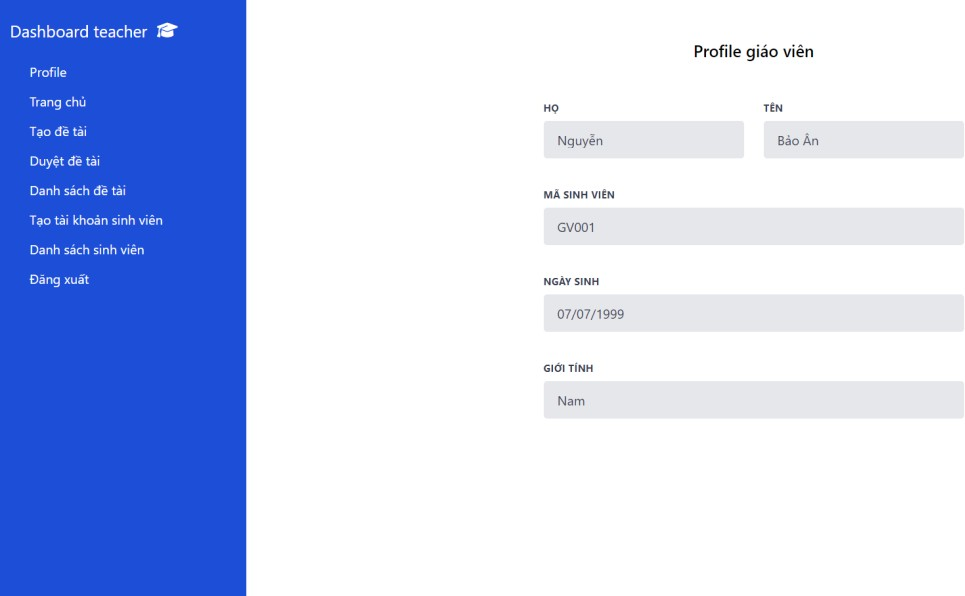 Dashboard teacher
Profile
Trang chủ
Tạo đề tài
Duyệt đề tài
Danh sách đề tài
Tạo tài khoản sinh viên
Danh sách sinh viên
Đăng xuất
Profile giáo viên
HỌ TÊN
Nguyễn Bảo Ân
MÃ SINH VIÊN
GV001
NGÀY SINH
07/07/1999
GIỚI TÍNH
Nam